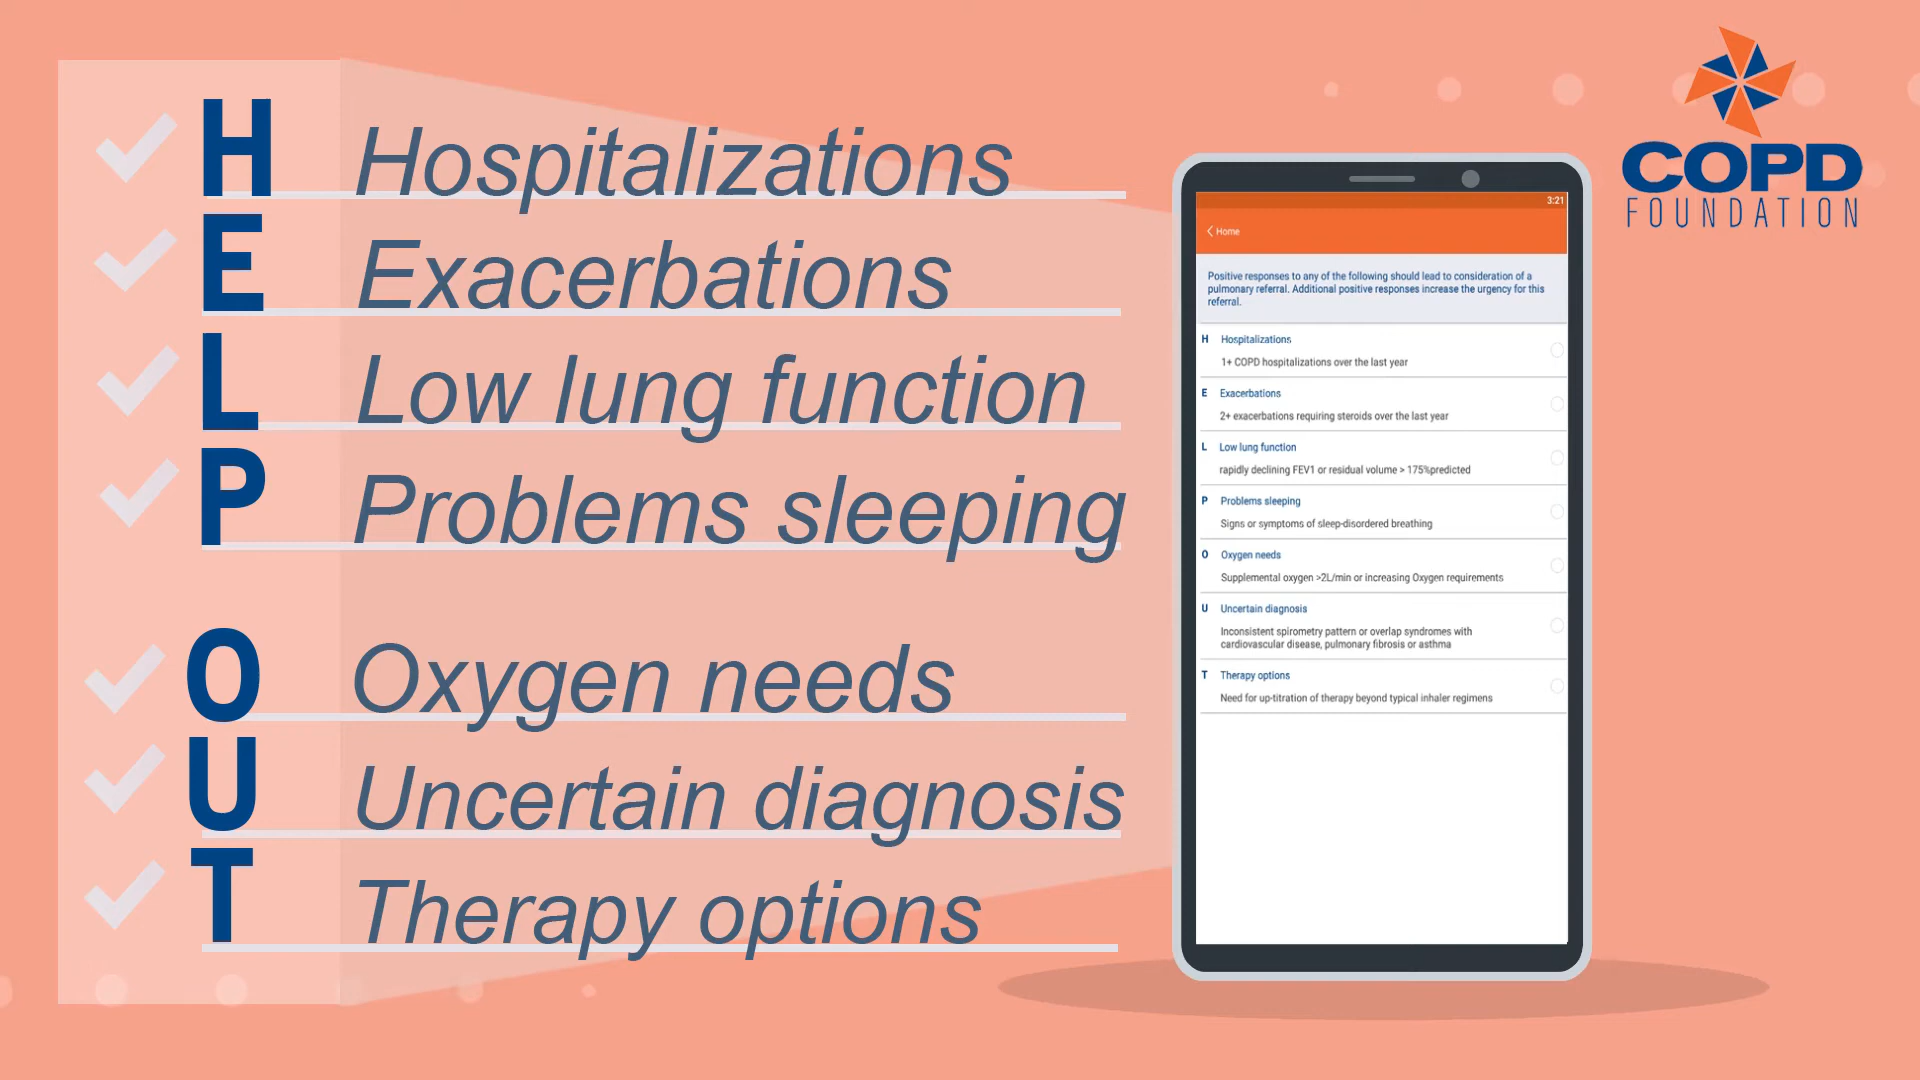 H Hospitalizations
E Exacerbations
L Low lung function
P Problems sleeping
O Oxygen needs
U Uncertain diagnosis
T Therapy options
3:21
Home
Positive responses to any of the following should lead to consideration of a
pulmonary referral. Additional positive responses increase the urgency for this
referral.
H Hospitalizations
1+ COPD hospitalizations over the last year
E Exacerbations
2+ exacerbations requiring steroids over the last year
L Low lung function
rapidly declining FEV1 or residual volume > 175%predicted
P Problems sleeping
Signs or symptoms of sleep-disordered breathing
O Oxygen needs
Supplemental oxygen >2L/min or increasing Oxygen requirements
U Uncertain diagnosis
Inconsistent spirometry pattern or overlap syndromes with
cardiovascular disease, pulmonary fibrosis or asthma
T Therapy options
Need for up-titration of therapy beyond typical inhaler regimens
COPD
FOUNDATION